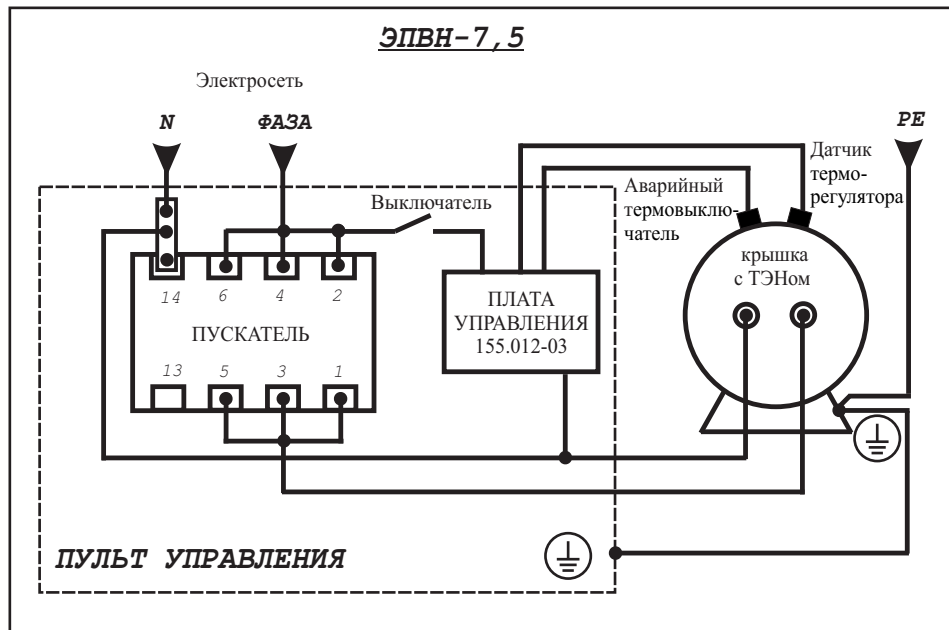 ЭПВН-7,5
Электросеть
N
ФАЗА
PE
Датчик
термо-
регулятора
Аварийный
термовыклю-
чатель
Выключатель
крышка
с ТЭНом
14
6
4
2
ПУСКАТЕЛЬ
13
5
3
1
ПЛАТА
УПРАВЛЕНИЯ
155.012-03
ПУЛЬТ УПРАВЛЕНИЯ